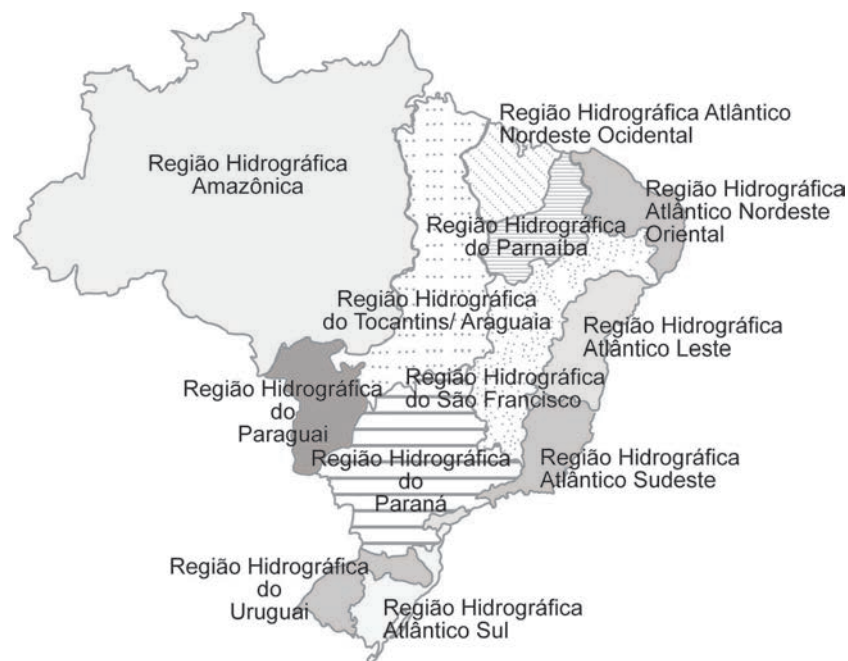 Região Hidrográfica Atlântico
Nordeste Ocidental
Região Hidrográfica
Amazônica
Região Hidrográfica
Atlântico Nordeste
Oriental
Região Hidrográfica
do Parnaíba
Região Hidrográfica
do Tocantins/ Araguaia
Região Hidrográfica
Atlântico Leste
Região Hidrográfica
do São Francisco
Região Hidrográfica
do
Paraguai
Região Hidrográfica
do
Paraná
Região Hidrográfica
Atlântico Sudeste
Região Hidrográfica
do
Uruguai
Região Hidrográfica
Atlântico Sul